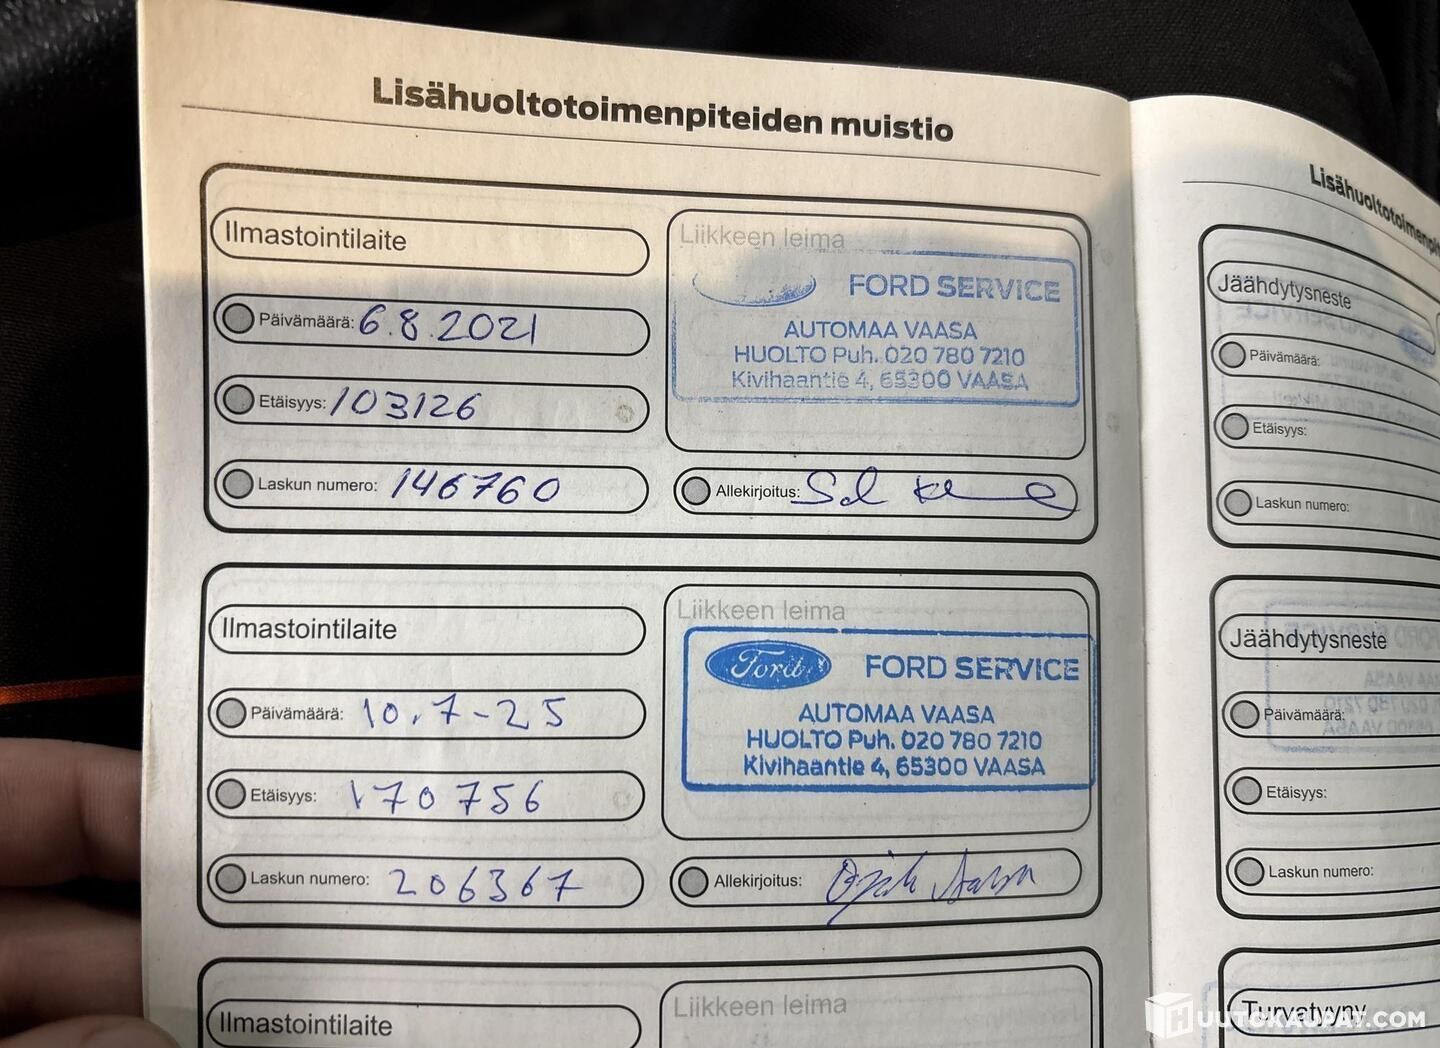 Lisähuoltotoimenpiteiden muistio
Ilmastointilaite
Päivämäärä: 6.8.2021
Etäisyys: 103126
Laskun numero: 146760
Liikkeen leima
FORD SERVICE
AUTOMAA VAASA
HUOLTO Puh. 020 780 7210
Kivihaantie 4, 65300 VAASA
Allekirjoitus:
Ilmastointilaite
Päivämäärä: 10.7-25
Etäisyys: 170756
Laskun numero: 206367
Liikkeen leima
Ford FORD SERVICE
AUTOMAA VAASA
HUOLTO Puh. 020 780 7210
Kivihaantie 4, 65300 VAASA
Allekirjoitus:
Ilmastointilaite
Liikkeen leima
Jäähdytysneste
Päivämäärä:
Etäisyys:
Laskun numero:
Jäähdytysneste
Päivämäärä:
Etäisyys:
Laskun numero:
Turvatyyny
HUUTOKAUPAT.COM